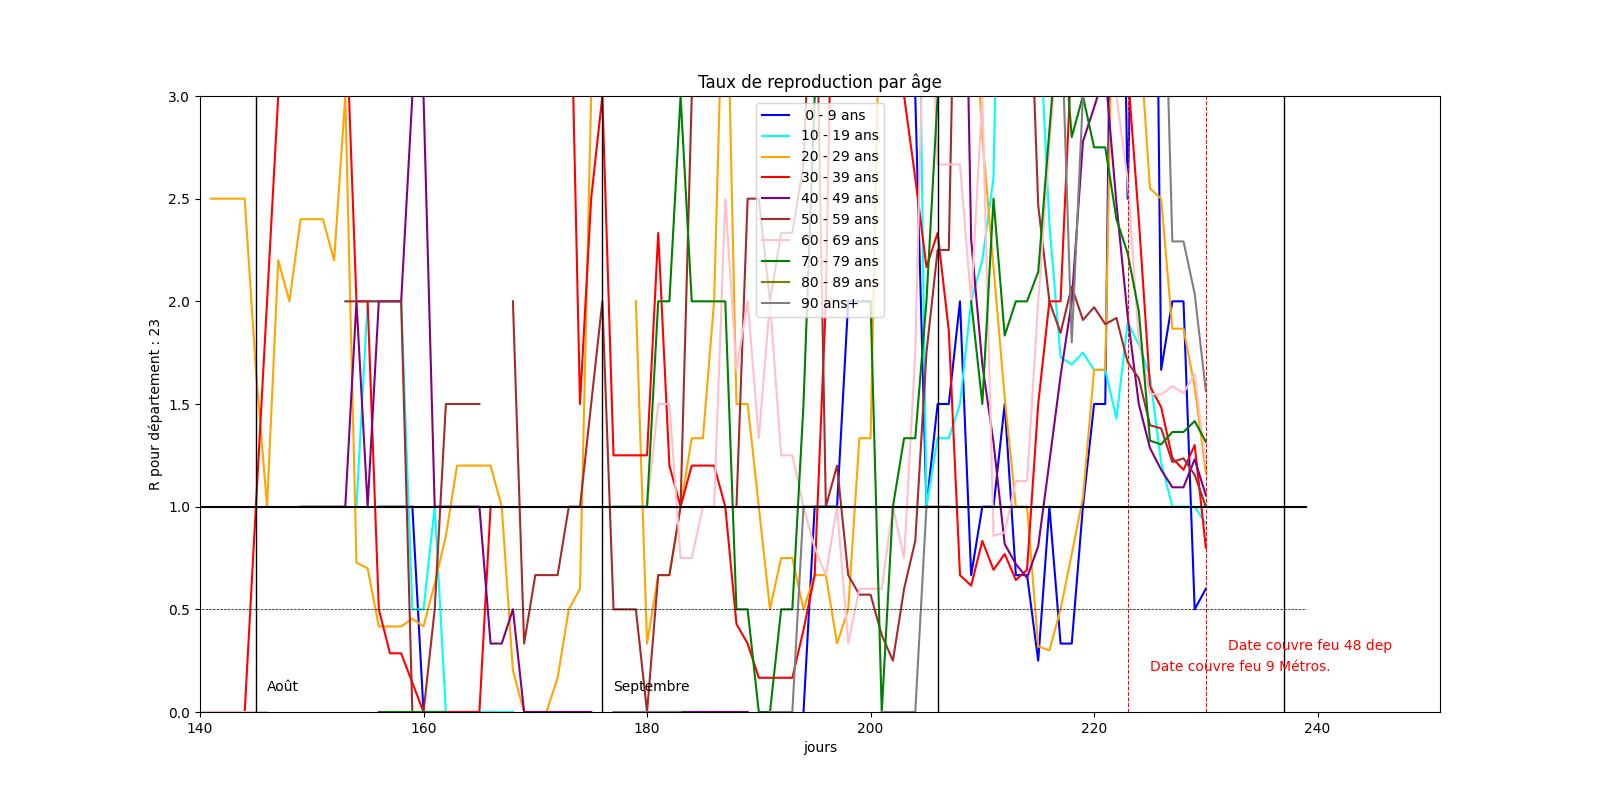 Taux de reproduction par âge
R pour département : 23
3.0
2.5
2.0
1.5
1.0
0.5
0.0
0 - 9 ans
10 - 19 ans
20 - 29 ans
30 - 39 ans
40 - 49 ans
50 - 59 ans
60 - 69 ans
70 - 79 ans
80 - 89 ans
90 ans+
Date couvre feu 48 dep
Date couvre feu 9 Métros.
Août
Septembre
140
160
180
200
220
240
jours